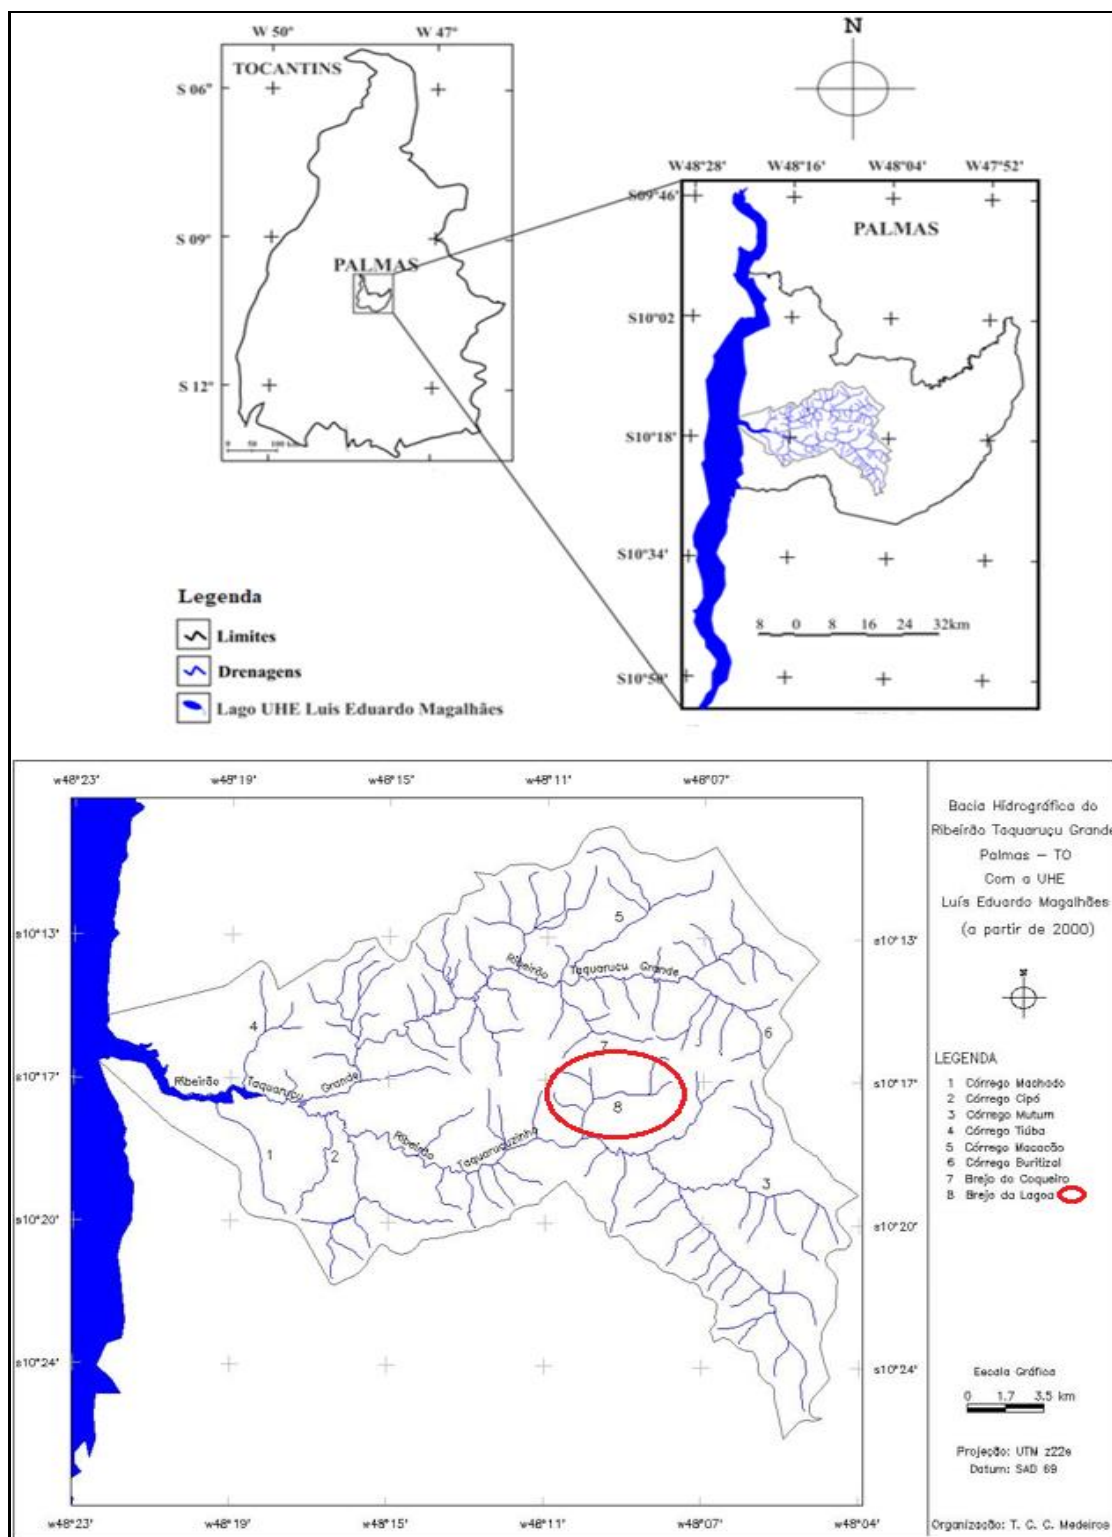 N
W 50°
W 47°
TOCANTINS
S 06°
S 09°
PALMAS
S 12°
0 50 100 km
W48°28' W48°16' W48°04' W47°52'
S09°46'
PALMAS
S10°02
S10°18'
S10°34'
S10°50'
8 0 8 16 24 32km
Legenda
Limites
Drenagens
Lago UHE Luis Eduardo Magalhães
w48°23' w48°19' w48°15' w48°11' w48°07'
s10°13' s10°13'
s10°17' s10°17'
s10°20' s10°20'
s10°24' s10°24'
w48°23' w48°19' w48°15' w48°11' w48°07' w48°04'
5
Ribeirão Taquaruçu Grande
4
6
7
Ribeirão Taquaruçu Grande
8
Ribeirão Taquaruçuzinho
1
2
3
Bacia Hidrográfica do
Ribeirão Taquaruçu Grande
Palmas – TO
Com a UHE
Luís Eduardo Magalhães
(a partir de 2000)
N
LEGENDA
1 Córrego Machado
2 Córrego Cipó
3 Córrego Mutum
4 Córrego Tiúba
5 Córrego Macacão
6 Córrego Buritizal
7 Brejo do Coqueiro
8 Brejo da Lagoa
Escala Gráfica
0 1.7 3.5 km
Projeção: UTM z22e
Datum: SAD 69
Organização: T. C. C. Medeiros